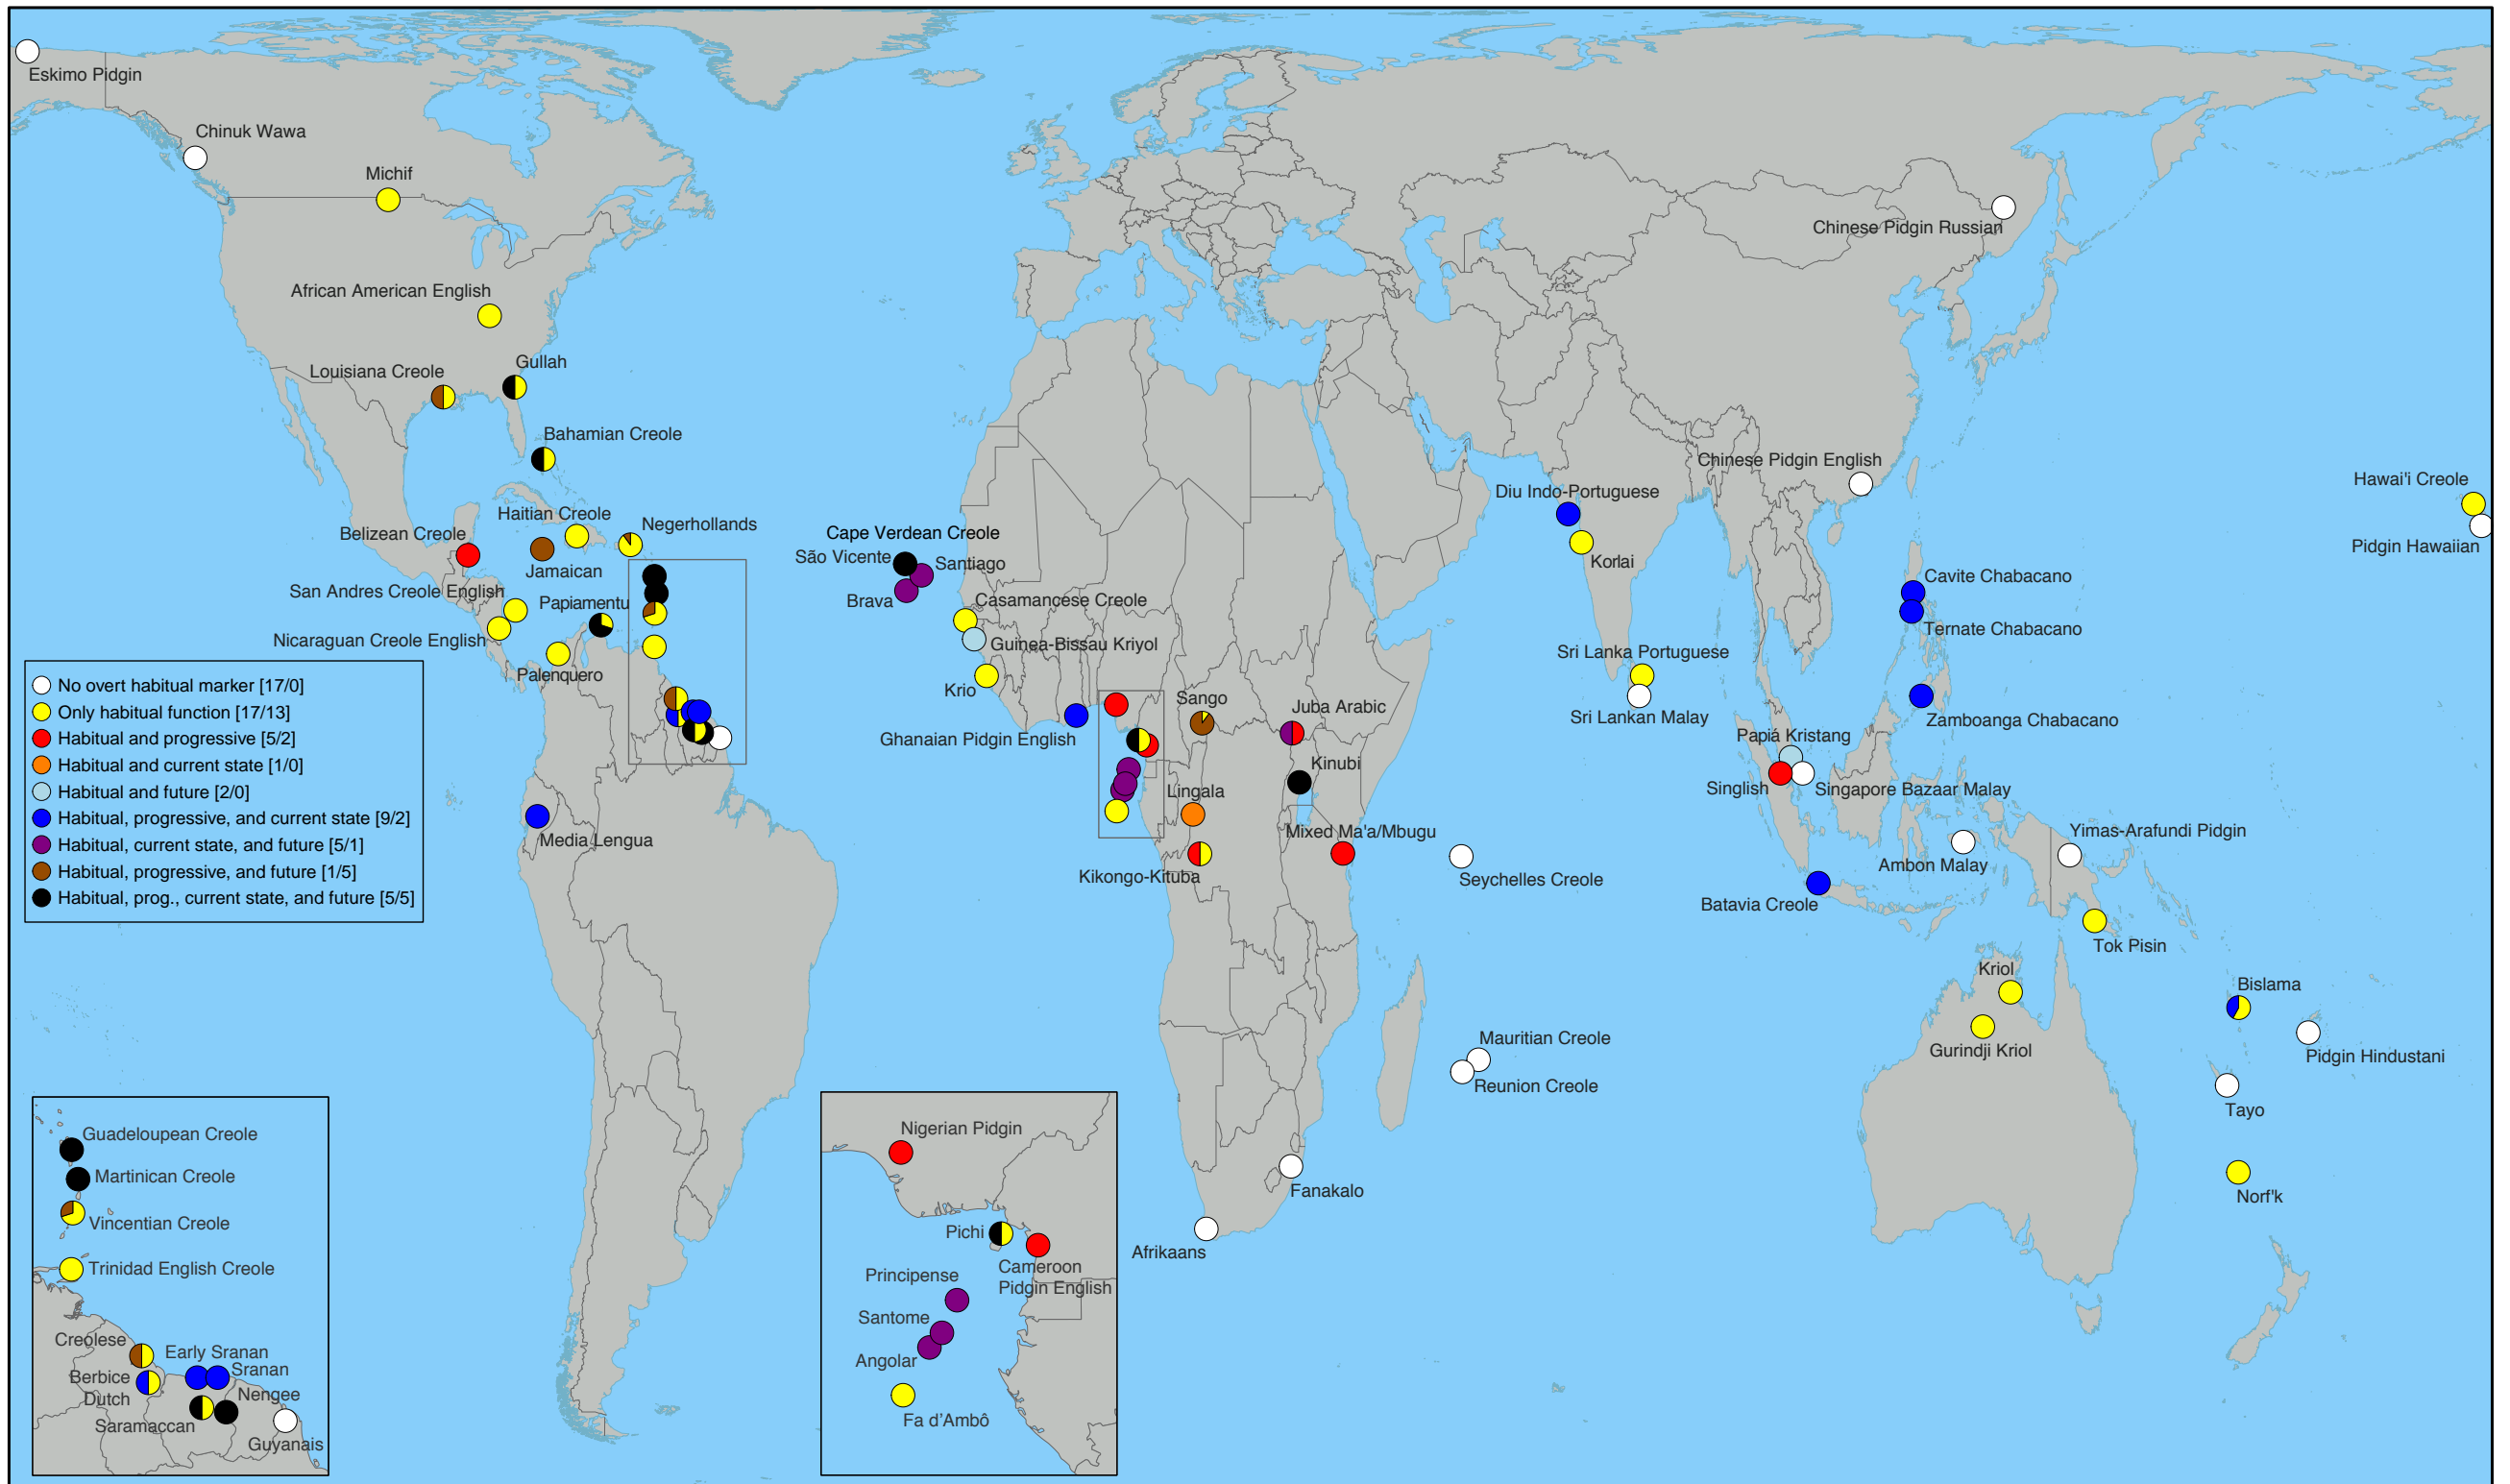 Eskimo Pidgin
Chinuk Wawa
Michif
Chinese Pidgin Russian
African American English
Gullah
Louisiana Creole
Bahamian Creole
Chinese Pidgin English
Hawai'i Creole
Diu Indo-Portuguese
Haitian Creole
Negerhollands
Belizean Creole
Cape Verdean Creole
Pidgin Hawaiian
São Vicente
Santiago
Korlai
Jamaican
Cavite Chabacano
San Andres Creole English
Papiamentu
Brava
Casamancese Creole
Ternate Chabacano
Nicaraguan Creole English
Guinea-Bissau Kriyol
Sri Lanka Portuguese
Palenquero
Krio
Sango
Juba Arabic
Sri Lankan Malay
Zamboanga Chabacano
Ghanaian Pidgin English
Papiá Kristang
Kinubi
Singlish
Singapore Bazaar Malay
Lingala
Media Lengua
Mixed Ma'a/Mbugu
Yimas-Arafundi Pidgin
Kikongo-Kituba
Seychelles Creole
Ambon Malay
Batavia Creole
Tok Pisin
Kriol
Bislama
Mauritian Creole
Gurindji Kriol
Pidgin Hindustani
Reunion Creole
Tayo
Fanakalo
Norf'k
Afrikaans
No overt habitual marker [17/0]
Only habitual function [17/13]
Habitual and progressive [5/2]
Habitual and current state [1/0]
Habitual and future [2/0]
Habitual, progressive, and current state [9/2]
Habitual, current state, and future [5/1]
Habitual, progressive, and future [1/5]
Habitual, prog., current state, and future [5/5]
Guadeloupean Creole
Martinican Creole
Vincentian Creole
Trinidad English Creole
Creolese
Early Sranan
Sranan
Berbice
Dutch
Nengee
Saramaccan
Guyanais
Nigerian Pidgin
Pichi
Cameroon
Pidgin English
Principense
Santome
Angolar
Fa d'Ambô